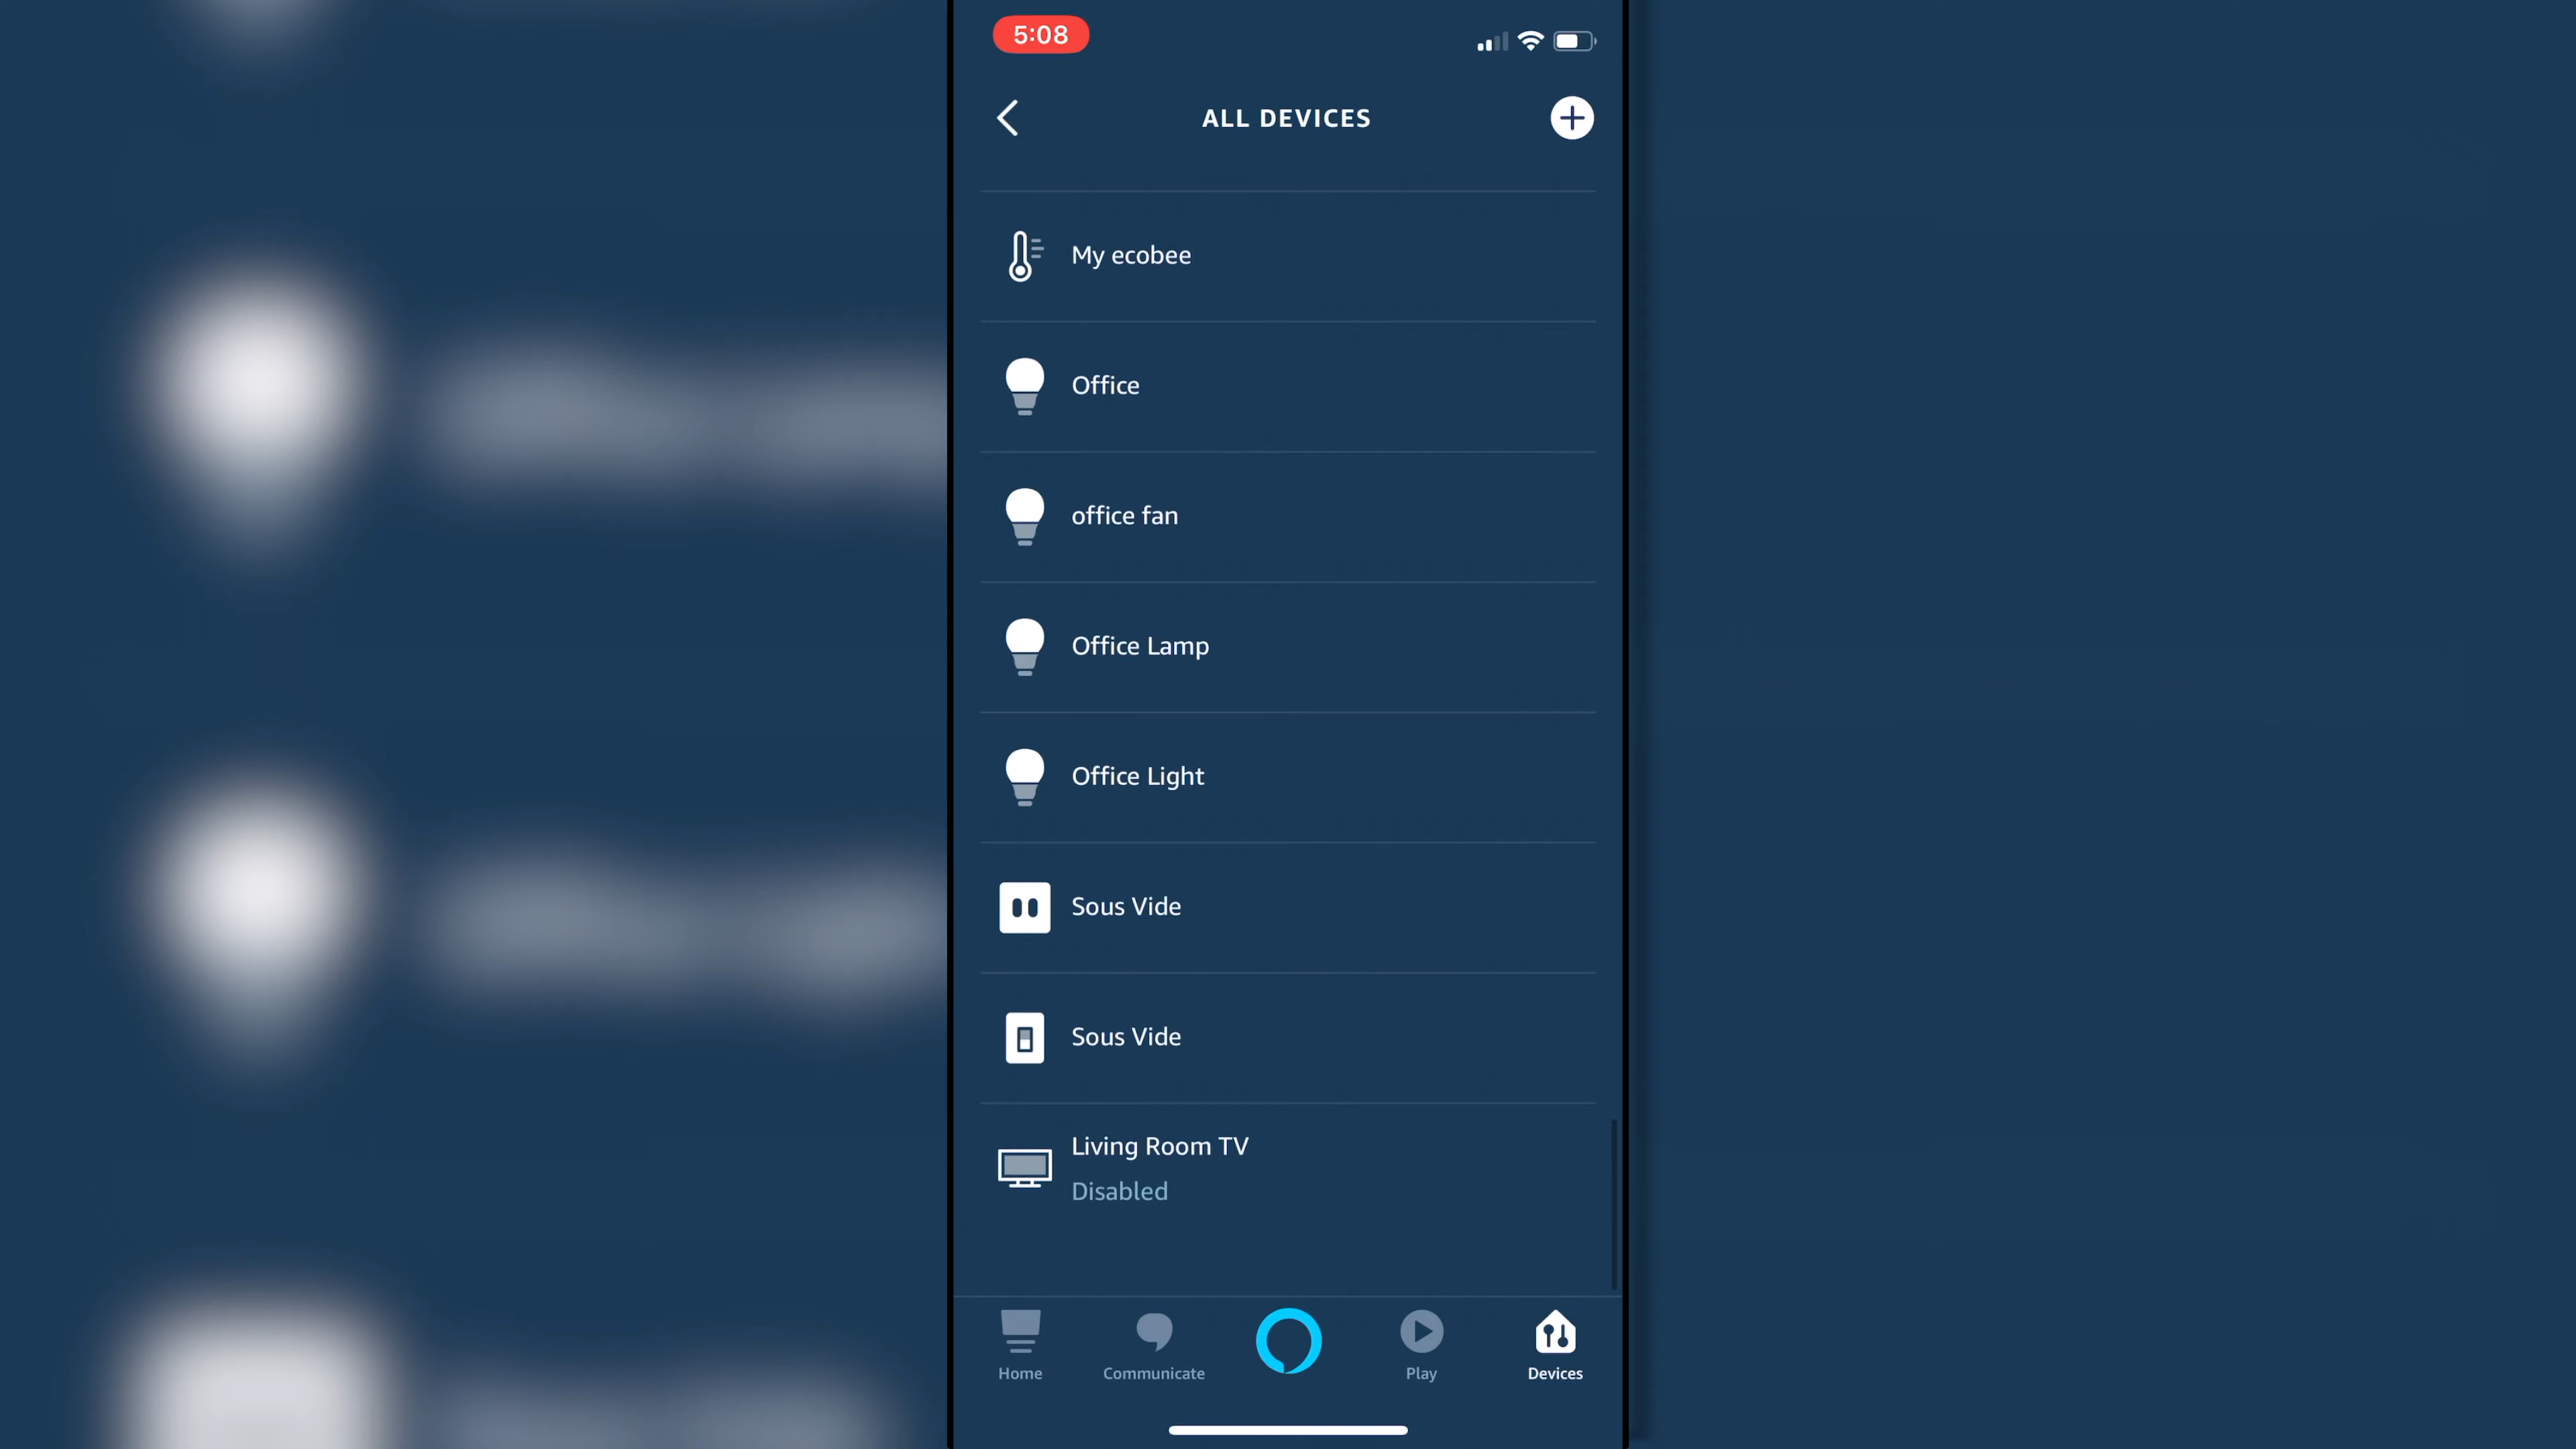 5:08
ALL DEVICES
My ecobee
Office
office fan
Office Lamp
Office Light
Sous Vide
Sous Vide
Living Room TV
Disabled
Home
Communicate
Play
Devices